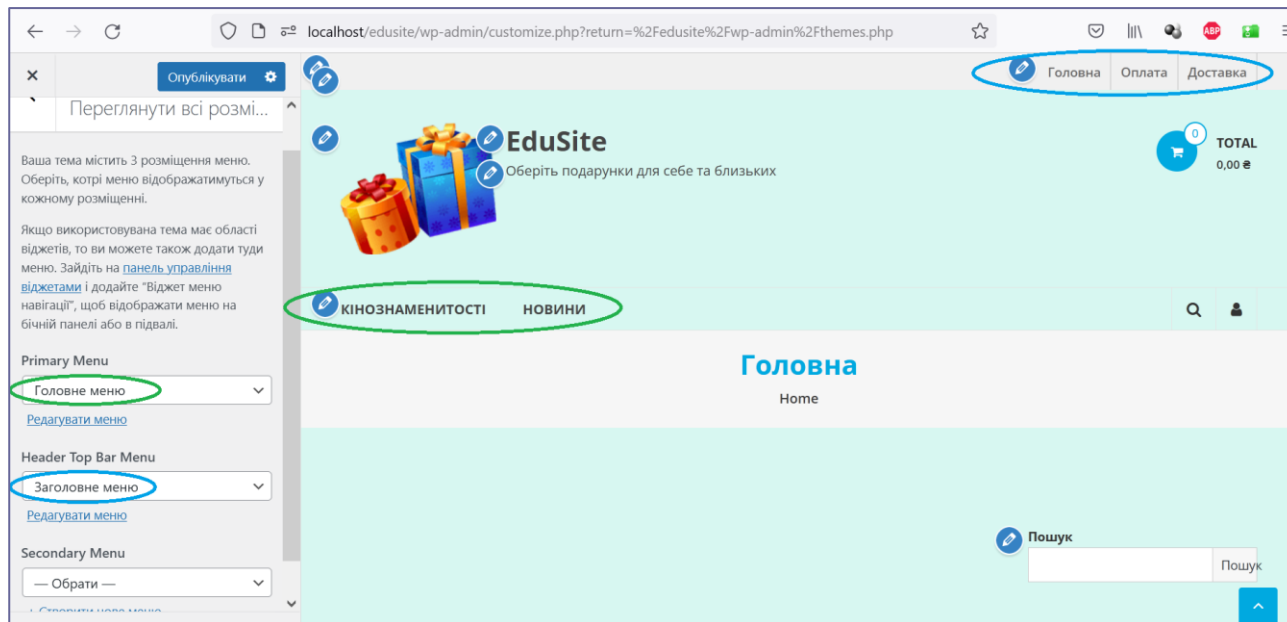 localhost/edusite/wp-admin/customize.php?return=%2Fedusite%2Fwp-admin%2Fthemes.php
ABP
Опублікувати
Переглянути всі розмі...
Ваша тема містить 3 розміщення меню.
Оберіть, котрі меню відображатимуться у
кожному розміщенні.
Якщо використовувана тема має області
віджетів, то ви можете також додати туди
меню. Зайдіть на панель управління
віджетами і додайте "Віджет меню
навігації", щоб відображати меню на
бічній панелі або в підвалі.
Primary Menu
Головне меню
Редагувати меню
Header Top Bar Menu
Заголовне меню
Редагувати меню
Secondary Menu
— Обрати —
+ Створити нове меню
Головна Оплата Доставка
EduSite
Оберіть подарунки для себе та близьких
0
TOTAL
0,00 ₴
КІНОЗНАМЕНИТОСТІ НОВИНИ
Головна
Home
Пошук
Пошук